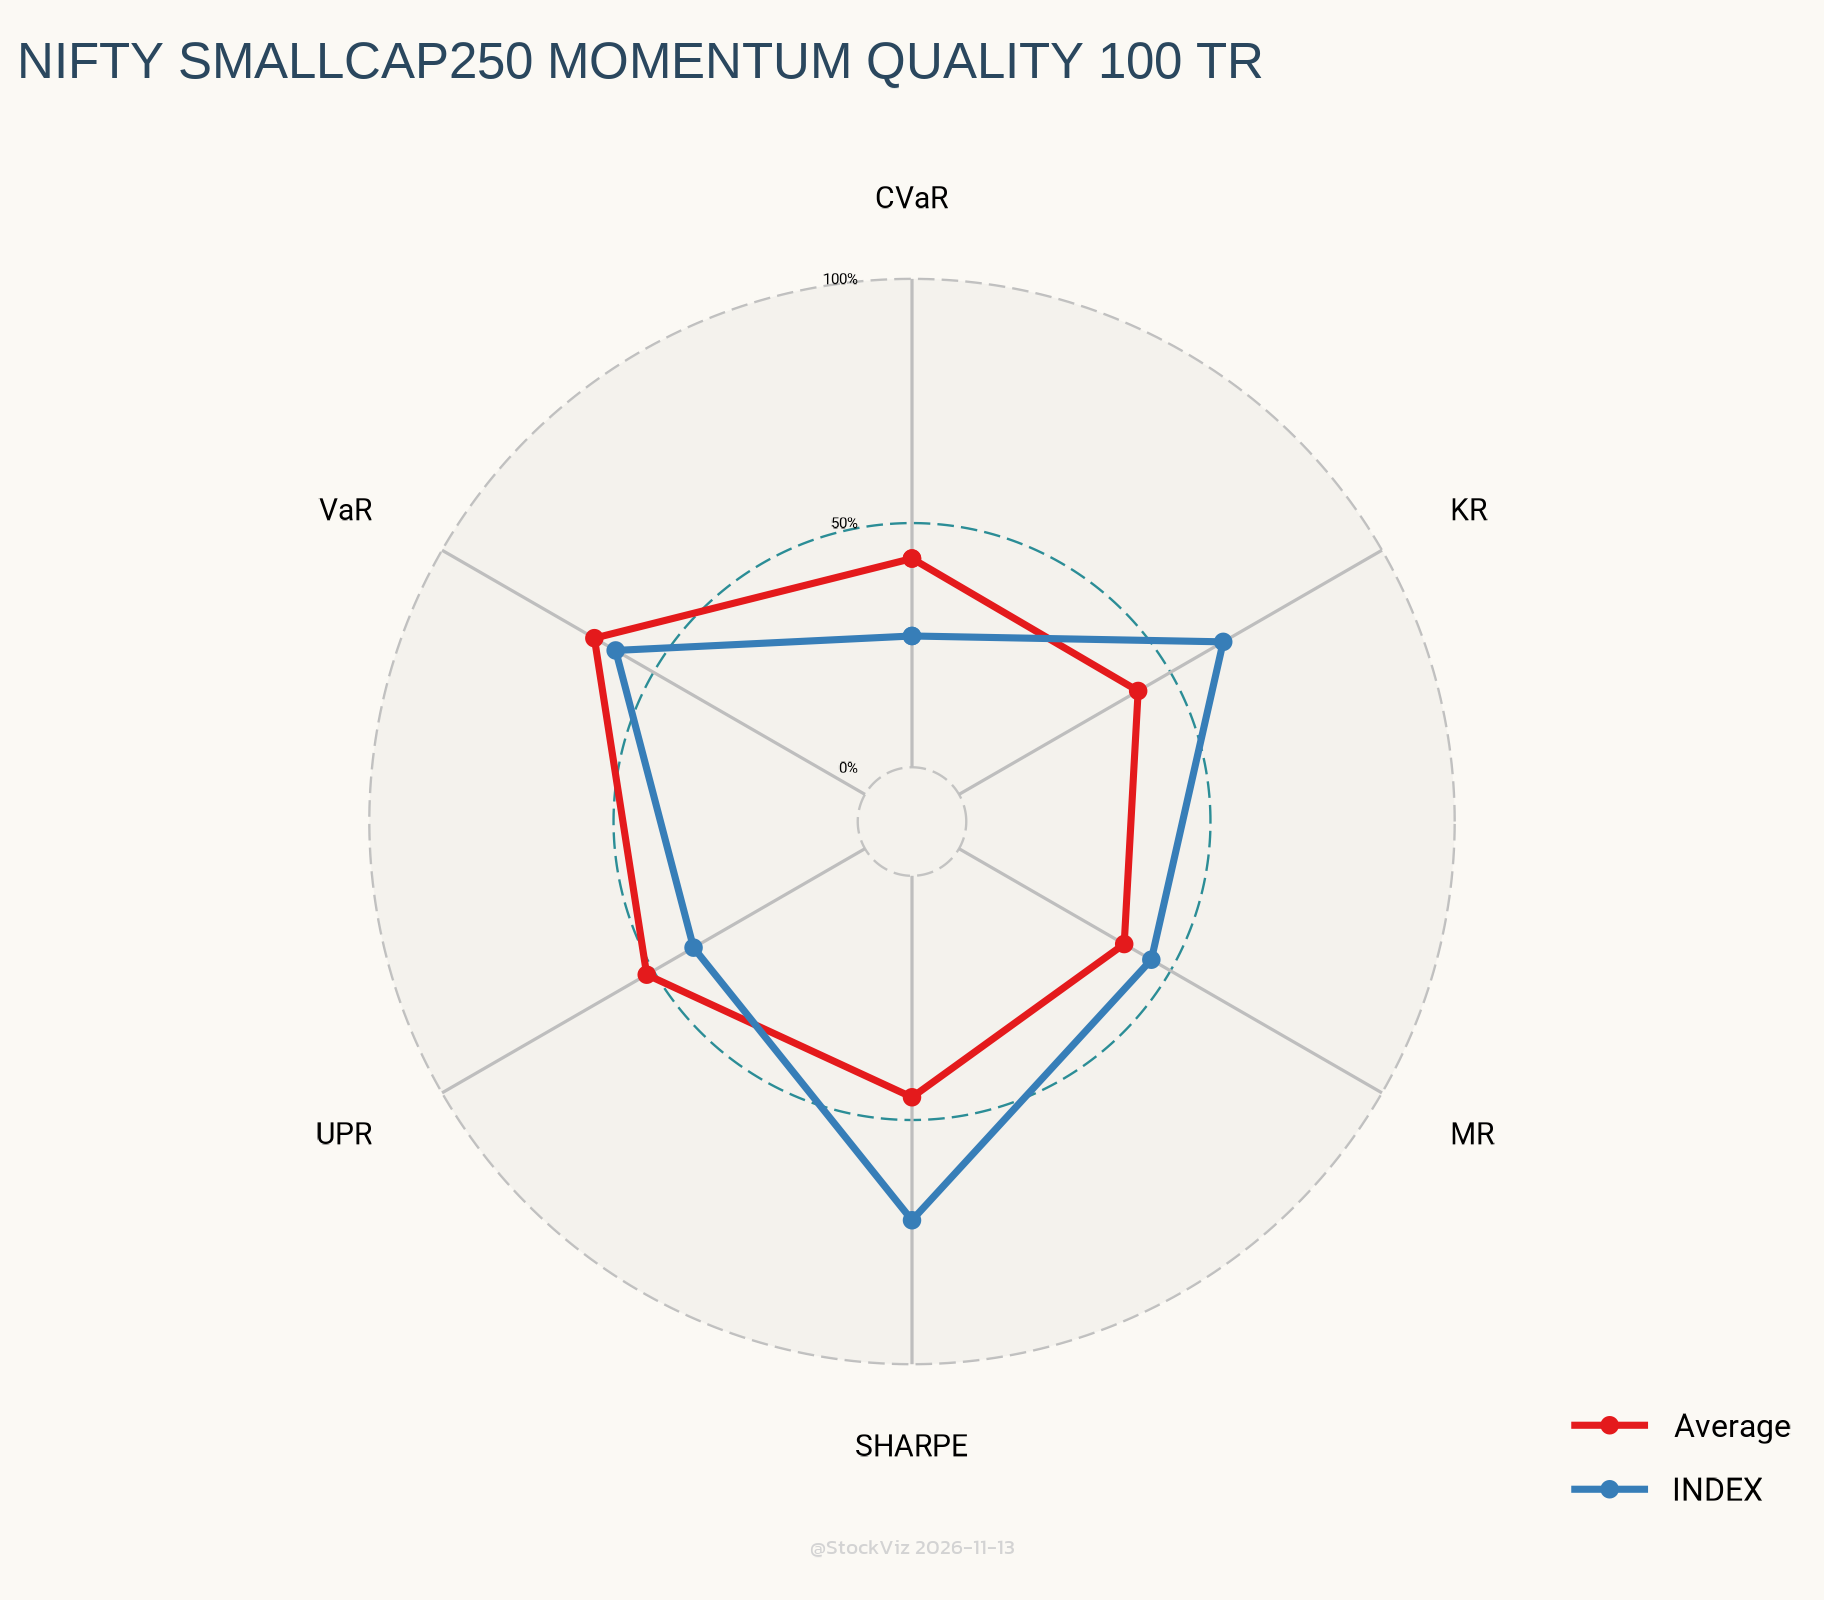 NIFTY SMALLCAP250 MOMENTUM QUALITY 100 TR
CVaR
100%
VaR
KR
50%
0%
UPR
MR
SHARPE
Average
INDEX
@StockViz 2026-11-13